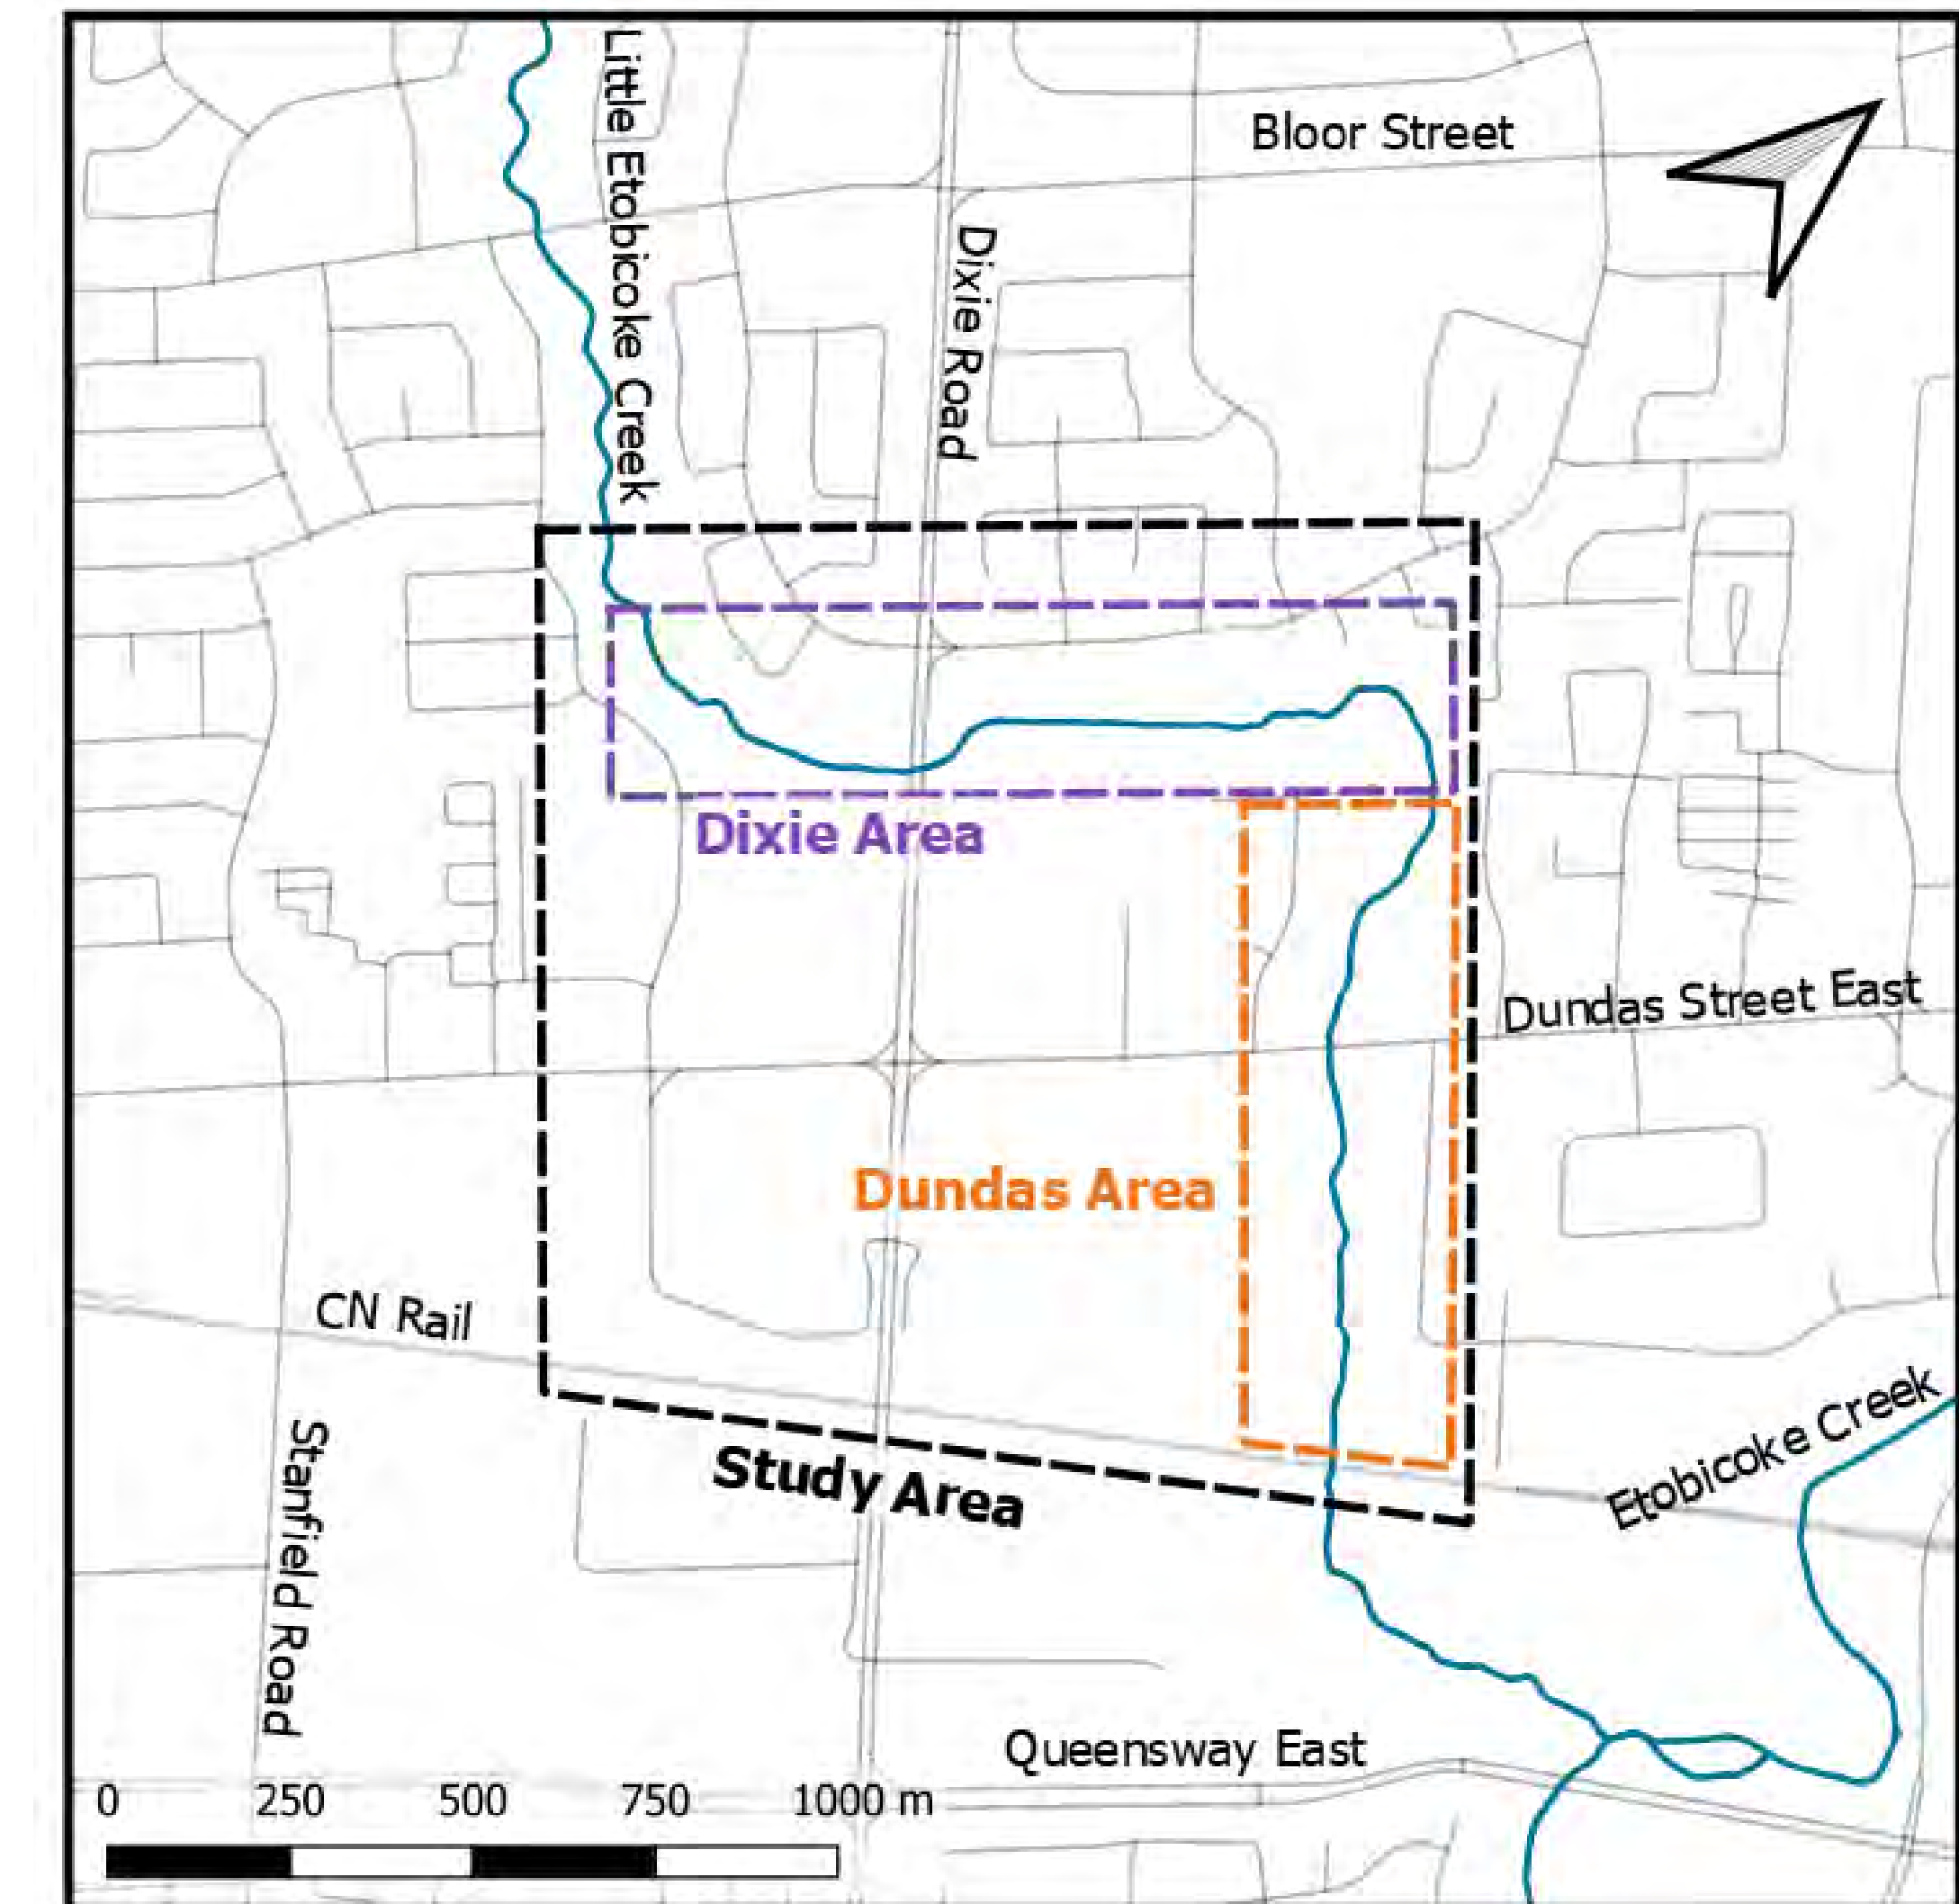 Little Etobicoke Creek
Bloor Street
Dixie Road
Dixie Area
Dundas Street East
Dundas Area
CN Rail
Etobicoke Creek
Study Area
Stanfield Road
Queensway East
0 250 500 750 1000 m